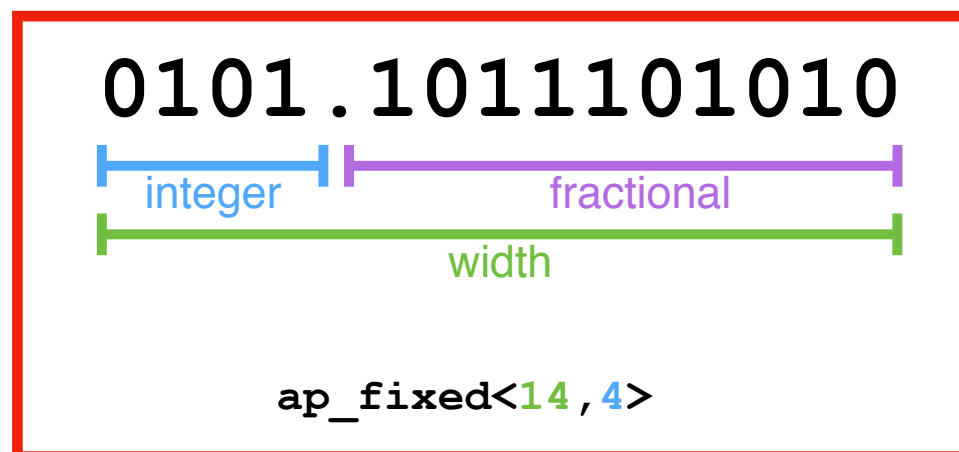 0101.1011101010
integer fractional
width
ap_fixed<14,4>